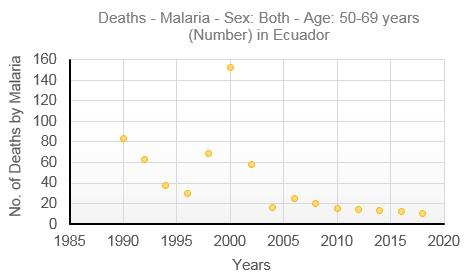 Deaths - Malaria - Sex: Both - Age: 50-69 years
(Number) in Ecuador
No. of Deaths by Malaria
160
140
120
100
80
60
40
20
0
1985 1990 1995 2000 2005 2010 2015 2020
Years